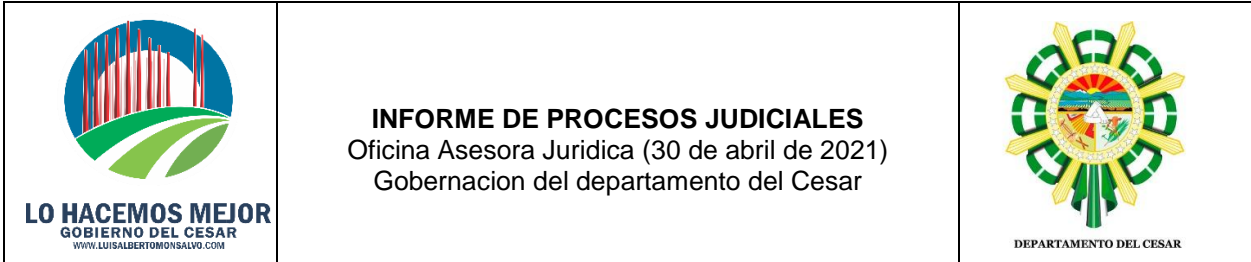 LO HACEMOS MEJOR
GOBIERNO DEL CESAR
WWW.LUISALBERTOMONSALVO.COM
INFORME DE PROCESOS JUDICIALES
Oficina Asesora Juridica (30 de abril de 2021)
Gobernacion del departamento del Cesar
DEPARTAMENTO DEL CESAR